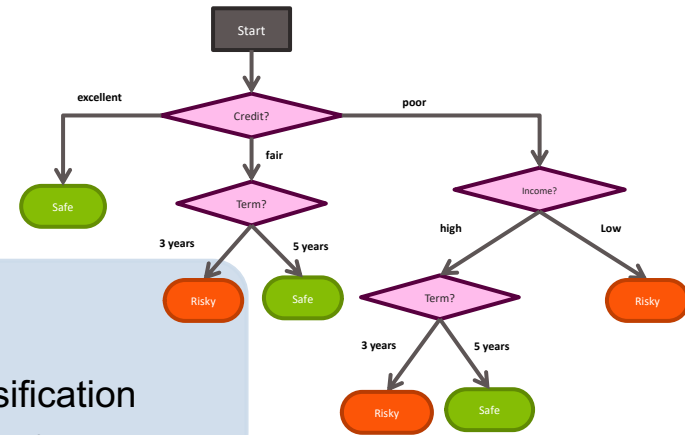 Start
excellent
poor
Credit?
fair
Safe
Term?
Income?
3 years
5 years
high
Low
Risky
Safe
Term?
Risky
3 years
5 years
sification
Risky
Safe